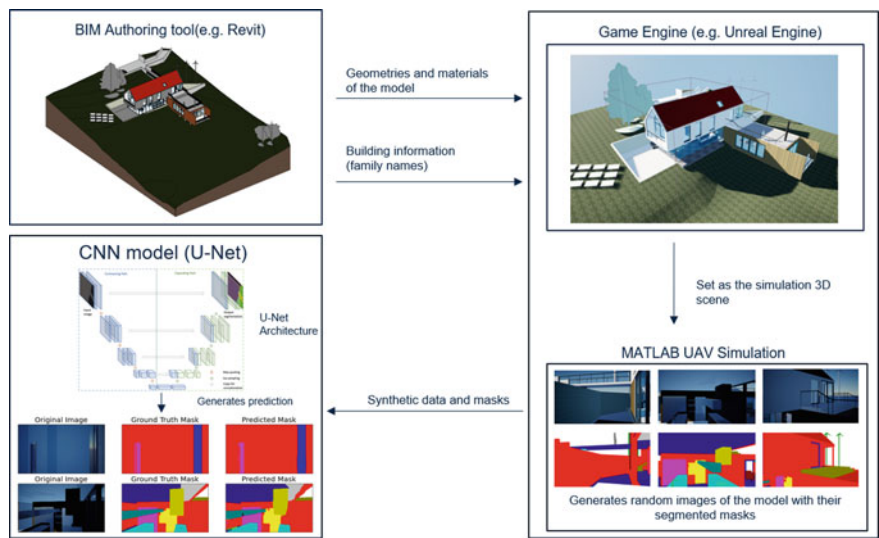 BIM Authoring tool(e.g. Revit)
Geometries and materials
of the model
Building information
(family names)
Game Engine (e.g. Unreal Engine)
Set as the simulation 3D
scene
MATLAB UAV Simulation
Generates random images of the model with their
segmented masks
Synthetic data and masks
CNN model (U-Net)
U-Net
Architecture
Generates prediction
Original Image Ground Truth Mask Predicted Mask
Original Image Ground Truth Mask Predicted Mask